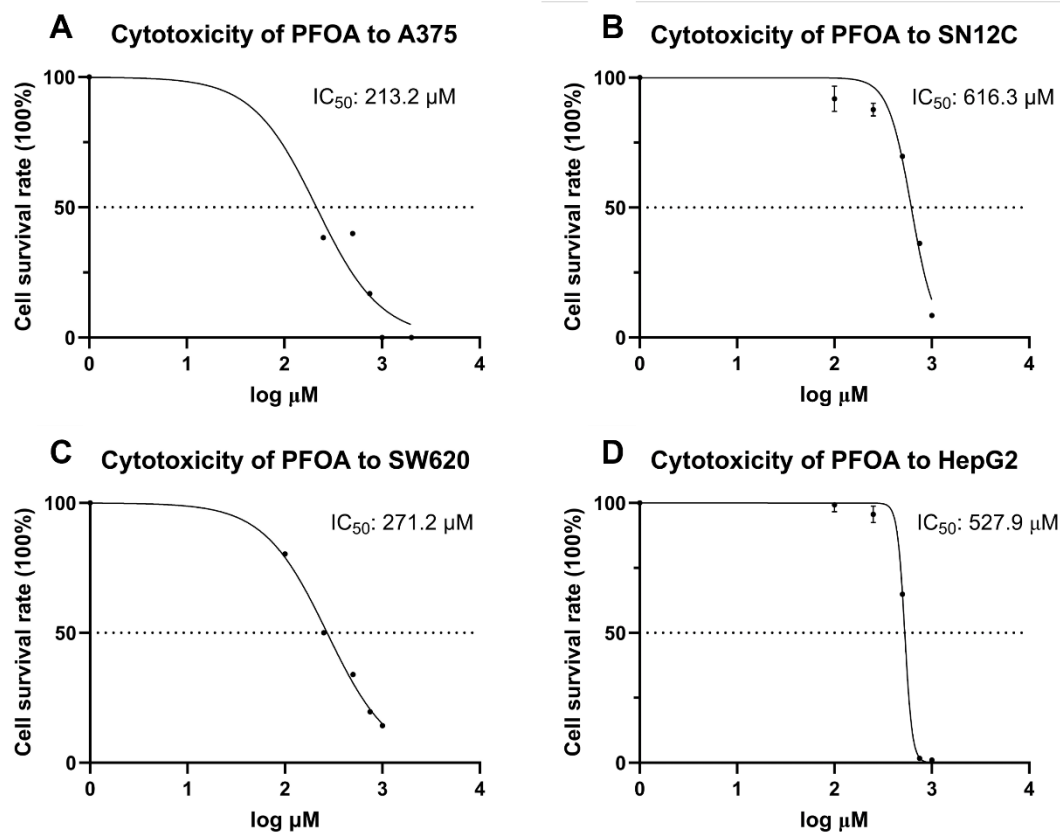 A Cytotoxicity of PFOA to A375
IC50: 213.2 µM
Cell survival rate (100%)
100
50
0
0 1 2 3 4
log µM
B Cytotoxicity of PFOA to SN12C
IC50: 616.3 µM
Cell survival rate (100%)
100
50
0
0 1 2 3 4
log µM
C Cytotoxicity of PFOA to SW620
IC50: 271.2 µM
Cell survival rate (100%)
100
50
0
0 1 2 3 4
log µM
D Cytotoxicity of PFOA to HepG2
IC50: 527.9 µM
Cell survival rate (100%)
100
50
0
0 1 2 3 4
log µM